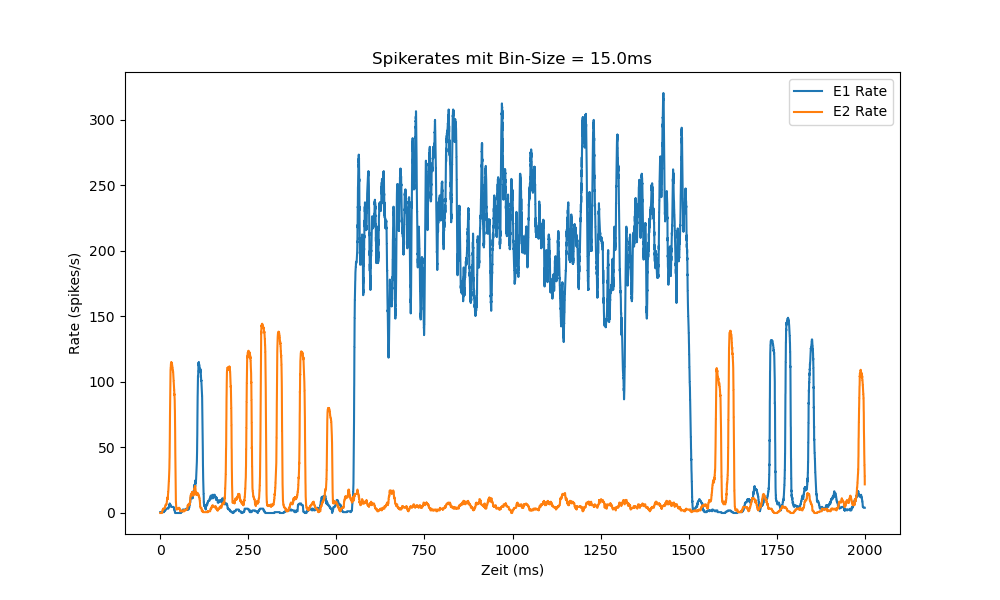 Spikerates mit Bin-Size = 15.0ms
E1 Rate
E2 Rate
Rate (spikes/s)
300
250
200
150
100
50
0
0 250 500 750 1000 1250 1500 1750 2000
Zeit (ms)